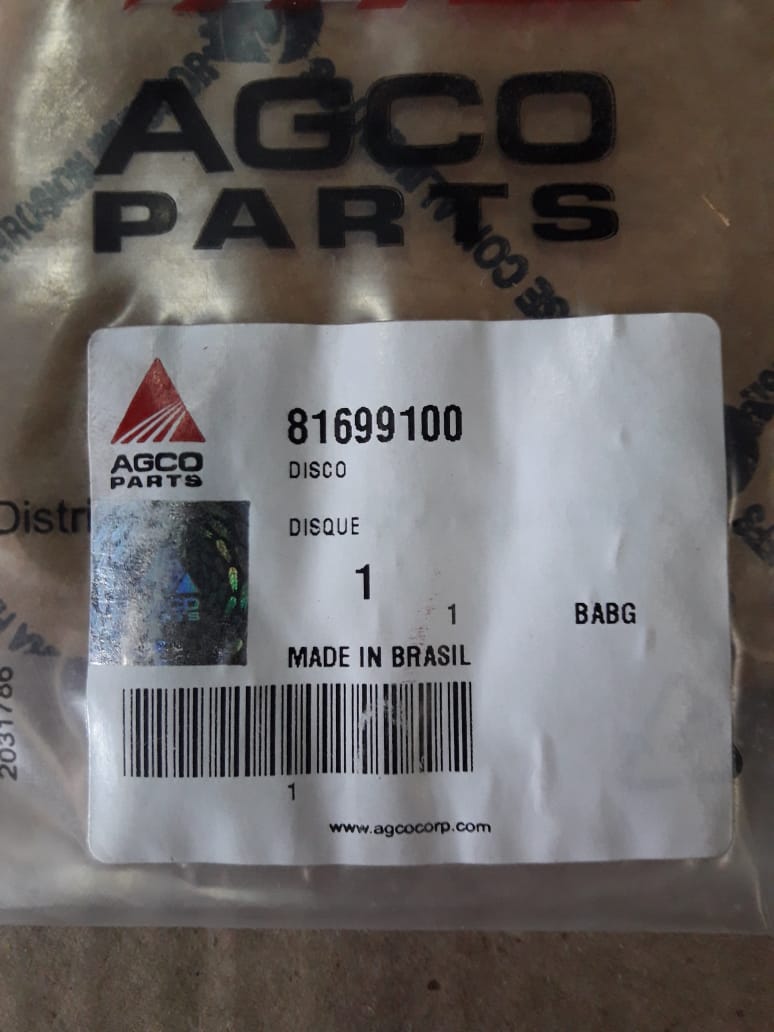 AGCO
PARTS
AGCO
PARTS
81699100
DISCO
DISQUE
1
1
BABG
MADE IN BRASIL
1
www.agcocorp.com
Distri
2031786